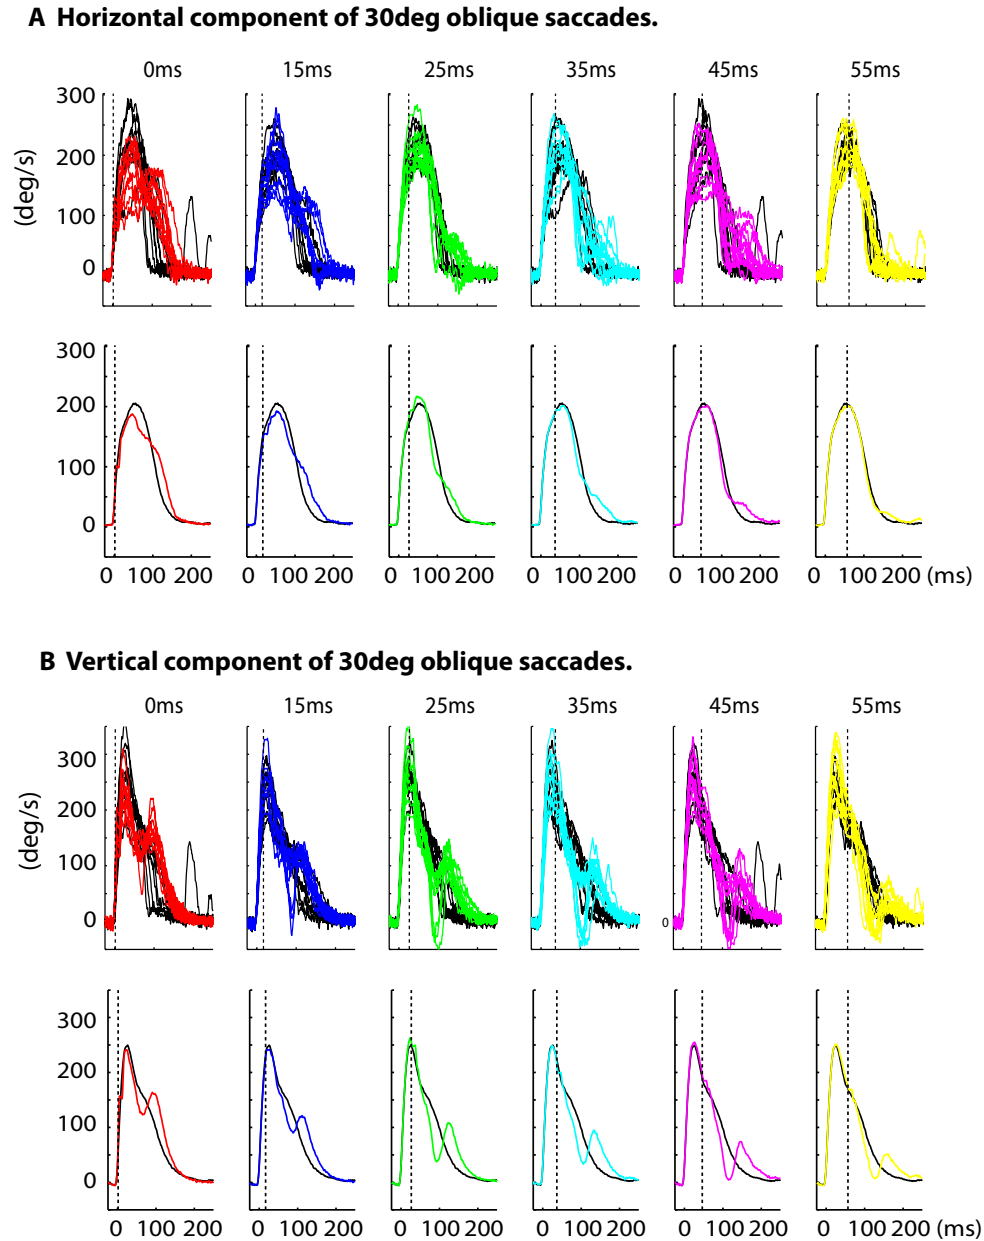 A Horizontal component of 30deg oblique saccades.
0ms 15ms 25ms 35ms 45ms 55ms
300
200
100
0
(deg/s)
300
200
100
0
0 100 200 0 100 200 0 100 200 0 100 200 0 100 200 0 100 200 (ms)
B Vertical component of 30deg oblique saccades.
0ms 15ms 25ms 35ms 45ms 55ms
300
200
100
0
(deg/s)
0
300
200
100
0
0 100 200 0 100 200 0 100 200 0 100 200 0 100 200 0 100 200 (ms)